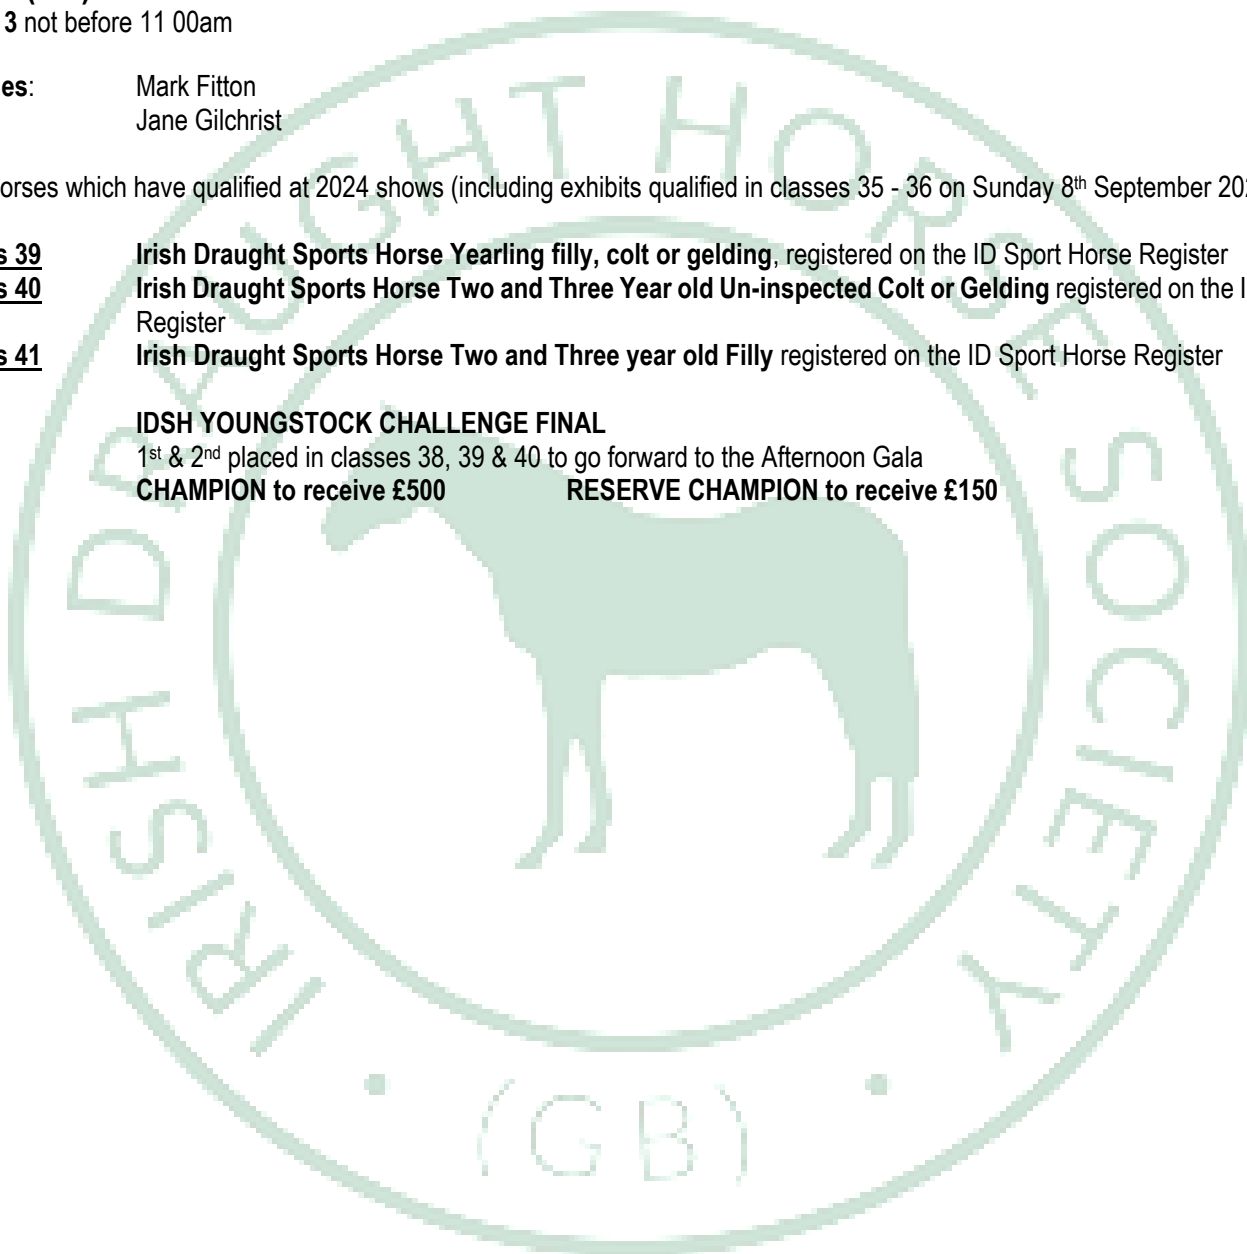 3 not before 11 00am
es: Mark Fitton
Jane Gilchrist
orses which have qualified at 2024 shows (including exhibits qualified in classes 35 - 36 on Sunday 8th September 202
s 39 Irish Draught Sports Horse Yearling filly, colt or gelding, registered on the ID Sport Horse Register
s 40 Irish Draught Sports Horse Two and Three Year old Un-inspected Colt or Gelding registered on the I
Register
s 41 Irish Draught Sports Horse Two and Three year old Filly registered on the ID Sport Horse Register
IDSH YOUNGSTOCK CHALLENGE FINAL
1st & 2nd placed in classes 38, 39 & 40 to go forward to the Afternoon Gala
CHAMPION to receive £500 RESERVE CHAMPION to receive £150
IRISH DRAUGHT HORSE SOCIETY
(GB)